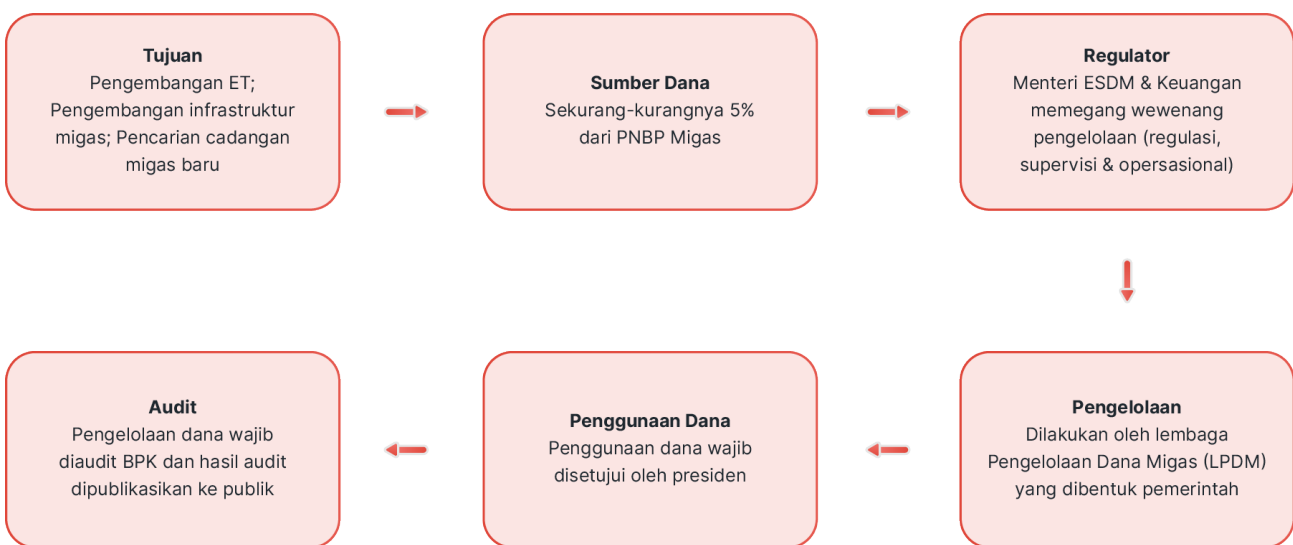 Tujuan
Pengembangan ET;
Pengembangan infrastruktur
migas; Pencarian cadangan
migas baru
Sumber Dana
Sekurang-kurangnya 5%
dari PNBP Migas
Regulator
Menteri ESDM & Keuangan
memegang wewenang
pengelolaan (regulasi,
supervisi & opersasional)
Pengelolaan
Dilakukan oleh lembaga
Pengelolaan Dana Migas (LPDM)
yang dibentuk pemerintah
Penggunaan Dana
Penggunaan dana wajib
disetujui oleh presiden
Audit
Pengelolaan dana wajib
diaudit BPK dan hasil audit
dipublikasikan ke publik